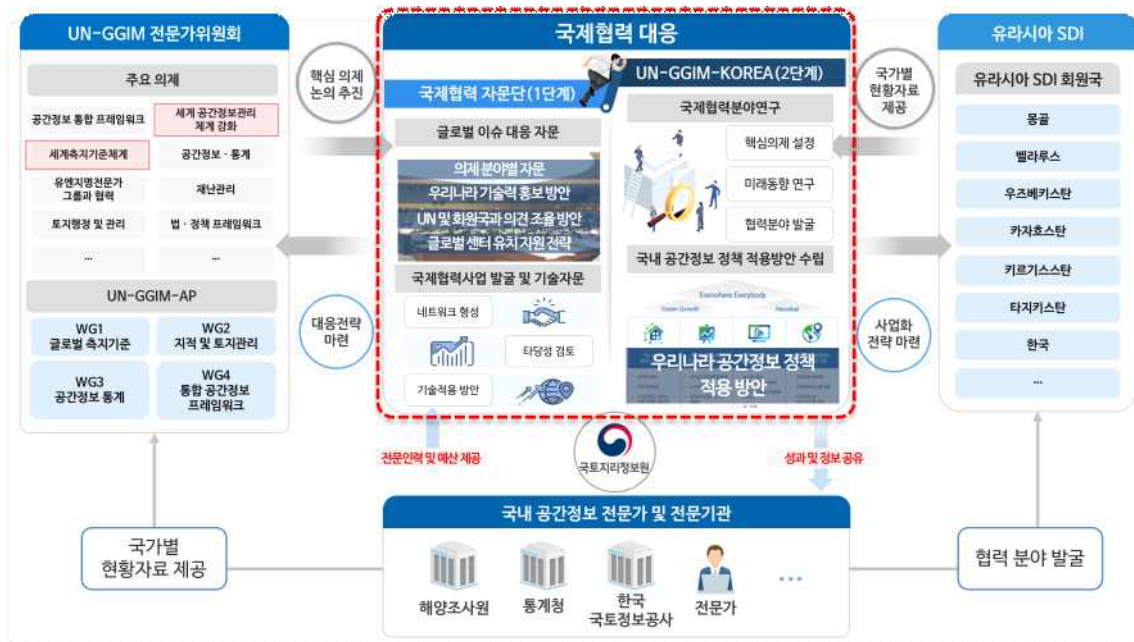 UN-GGIM 전문가위원회
주요 의제
공간정보 통합 프레임워크
세계 공간정보관리
체계 강화
세계측지기준체계
공간정보 · 통계
유엔지명전문가
그룹과 협력
재난관리
토지행정 및 관리
법 · 정책 프레임워크
...
...
UN-GGIM-AP
WG1
글로벌 측지기준
WG2
지적 및 토지관리
WG3
공간정보 통계
WG4
통합 공간정보
프레임워크
핵심 의제
논의 추진
대응전략
마련
국제협력 대응
국제협력 자문단(1단계)
글로벌 이슈 대응 자문
의제 분야별 자문
우리나라 기술력 홍보 방안
UN 및 회원국과 의견 조율 방안
글로벌 센터 유치 지원 전략
국제협력사업 발굴 및 기술자문
네트워크 형성
타당성 검토
기술적용 방안
UN-GGIM-KOREA(2단계)
국제협력분야연구
핵심의제 설정
미래동향 연구
협력분야 발굴
국내 공간정보 정책 적용방안 수립
Everywhere Everybody
우리나라 공간정보 정책
적용 방안
국가별
현황자료
제공
사업화
전략 마련
유라시아 SDI
유라시아 SDI 회원국
몽골
벨라루스
우즈베키스탄
카자흐스탄
키르기스스탄
타지키스탄
한국
...
전문인력 및 예산 제공
국토지리정보원
성과 및 정보 공유
국내 공간정보 전문가 및 전문기관
해양조사원
통계청
한국
국토정보공사
전문가
...
국가별
현황자료 제공
협력 분야 발굴